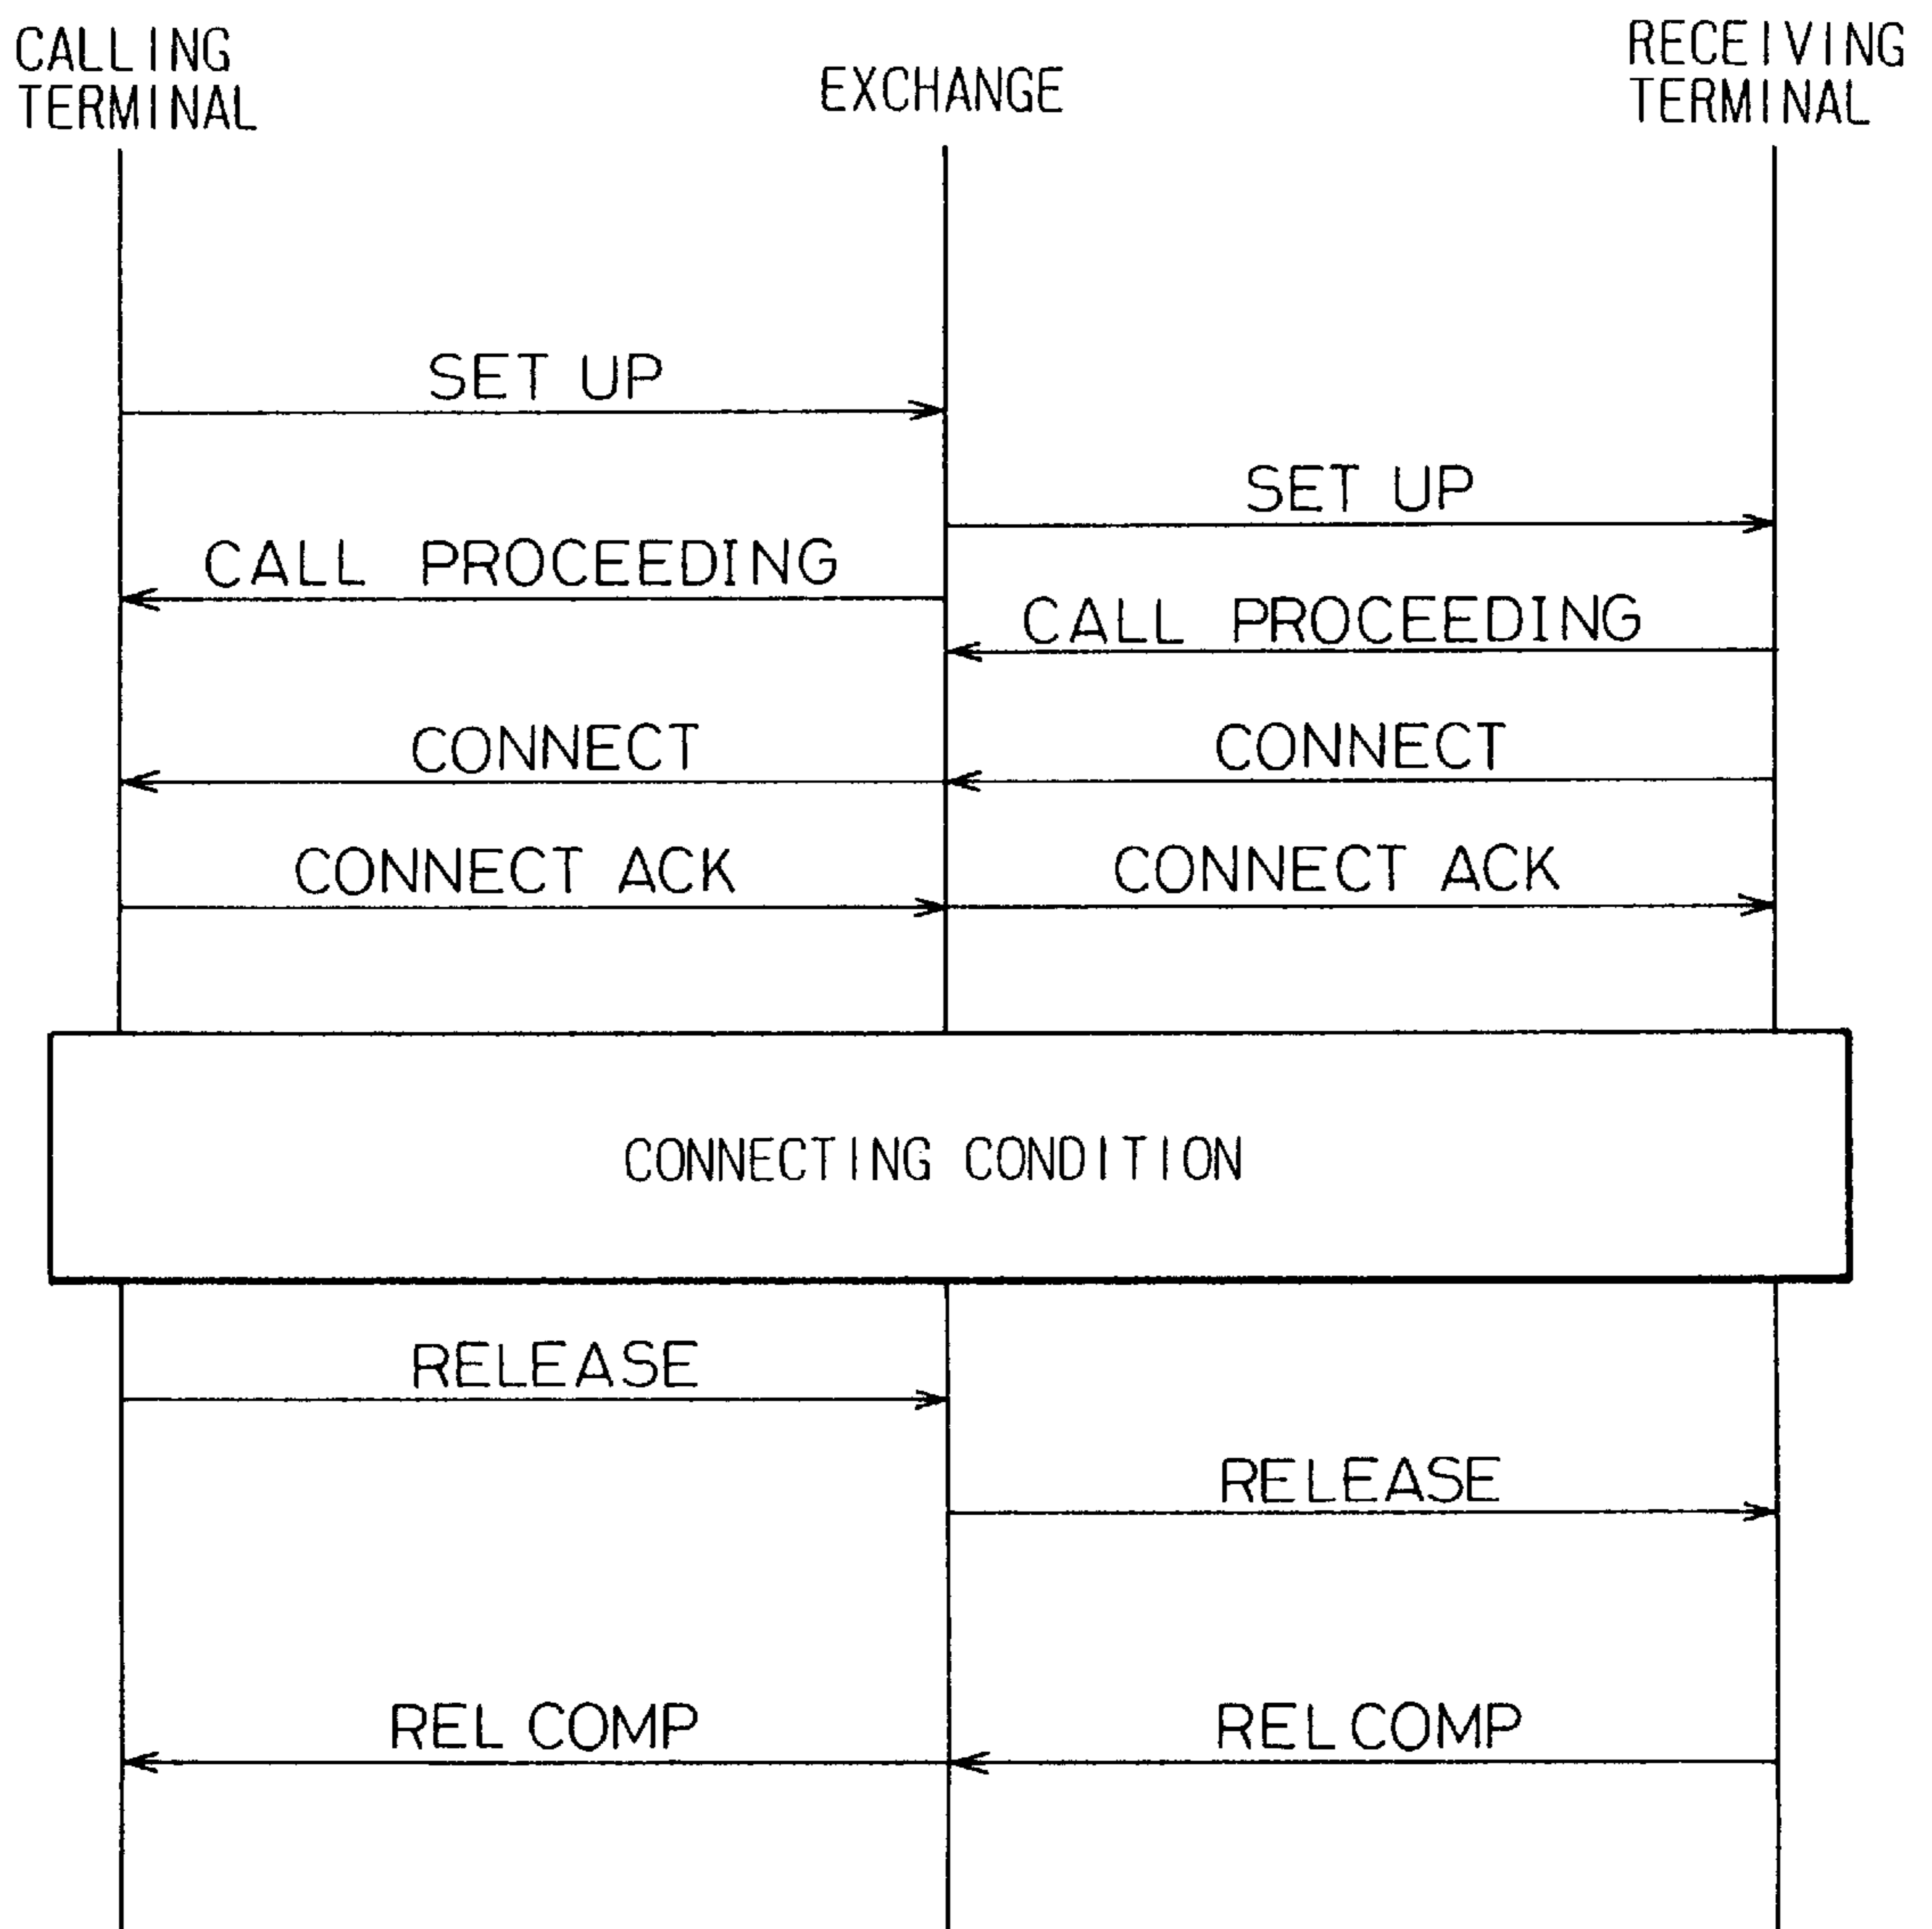 CALLING
TERMINAL
EXCHANGE
RECEIVING
TERMINAL
SET UP
SET UP
CALL PROCEEDING
CALL PROCEEDING
CONNECT
CONNECT
CONNECT ACK
CONNECT ACK
CONNECTING CONDITION
RELEASE
RELEASE
REL COMP
REL COMP